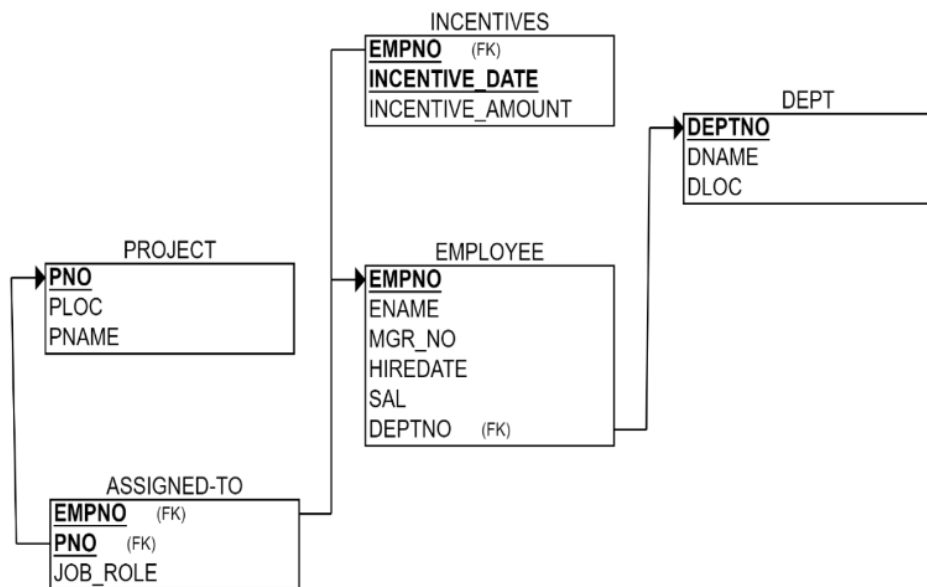 INCENTIVES
EMPNO (FK)
INCENTIVE_DATE
INCENTIVE_AMOUNT
DEPT
DEPTNO
DNAME
DLOC
PROJECT
PNO
PLOC
PNAME
EMPLOYEE
EMPNO
ENAME
MGR_NO
HIREDATE
SAL
DEPTNO (FK)
ASSIGNED-TO
EMPNO (FK)
PNO (FK)
JOB_ROLE